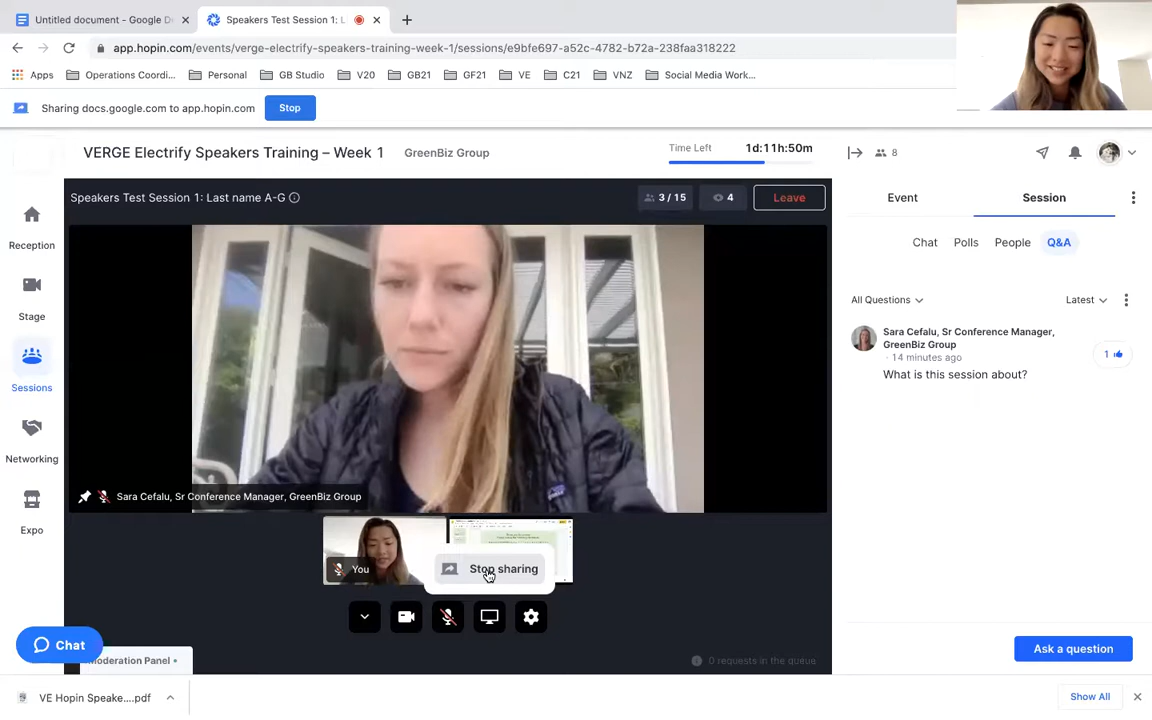 Untitled document - Google Do
Speakers Test Session 1: L
app.hopin.com/events/verge-electrify-speakers-training-week-1/sessions/e9bfe697-a52c-4782-b72a-238faa318222
Apps
Operations Coordi...
Personal
GB Studio
V20
GB21
GF21
VE
C21
VNZ
Social Media Work...
Sharing docs.google.com to app.hopin.com
Stop
VERGE Electrify Speakers Training – Week 1
GreenBiz Group
Time Left
1d:11h:50m
8
Speakers Test Session 1: Last name A-G
3 / 15
4
Leave
Event
Session
Reception
Stage
Sessions
Networking
Expo
Chat
Polls
People
Q&A
All Questions
Latest
Sara Cefalu, Sr Conference Manager,
GreenBiz Group
· 14 minutes ago
1
What is this session about?
Sara Cefalu, Sr Conference Manager, GreenBiz Group
You
Stop sharing
Chat
Moderation Panel
0 requests in the queue
Ask a question
VE Hopin Speake....pdf
Show All